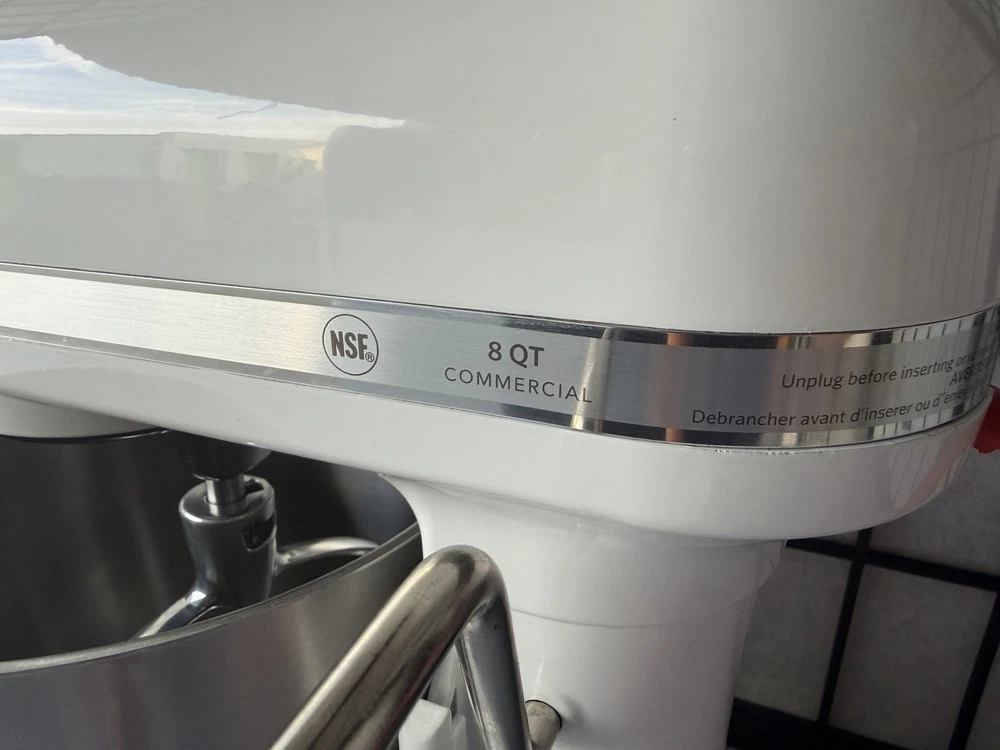 NSF®
8 QT
COMMERCIAL
Unplug before inserting or
Debrancher avant d'inserer ou